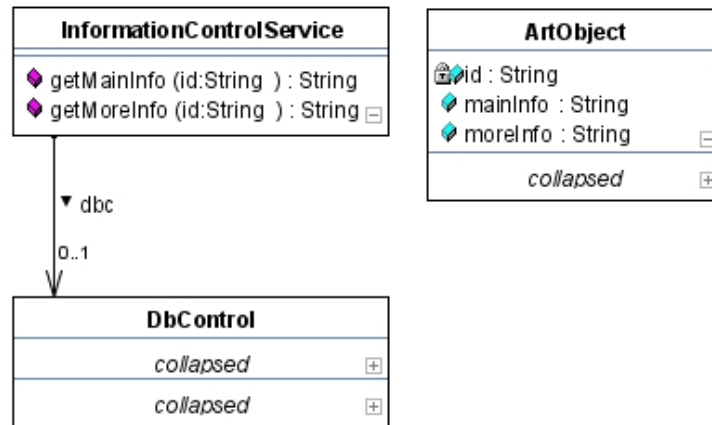 InformationControlService
getMainInfo (id:String ) : String
getMoreInfo (id:String ) : String
dbc
0..1
DbControl
collapsed
collapsed
ArtObject
id : String
mainInfo : String
moreInfo : String
collapsed